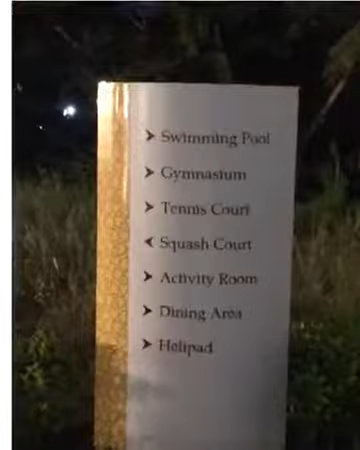 Swimming Pool
Gymnasium
Tennis Court
Squash Court
Activity Room
Dining Area
Helipad